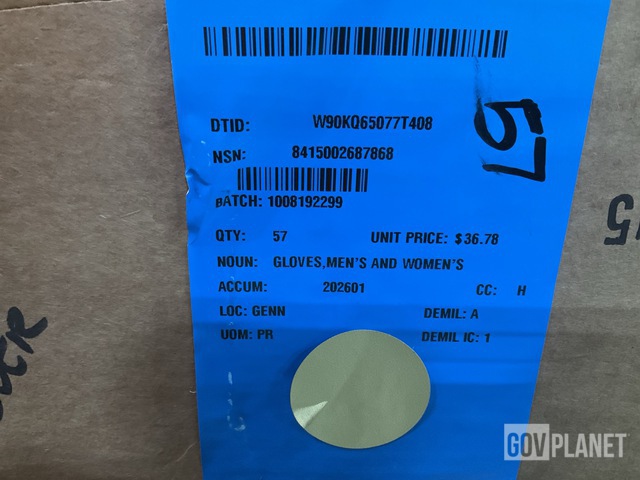 DTID: W90KQ65077T408
57
NSN: 8415002687868
BATCH: 1008192299
QTY: 57 UNIT PRICE: $36.78
NOUN: GLOVES,MEN'S AND WOMEN'S
ACCUM: 202601 CC: H
LOC: GENN DEMIL: A
UOM: PR DEMIL IC: 1
GOVPLANET